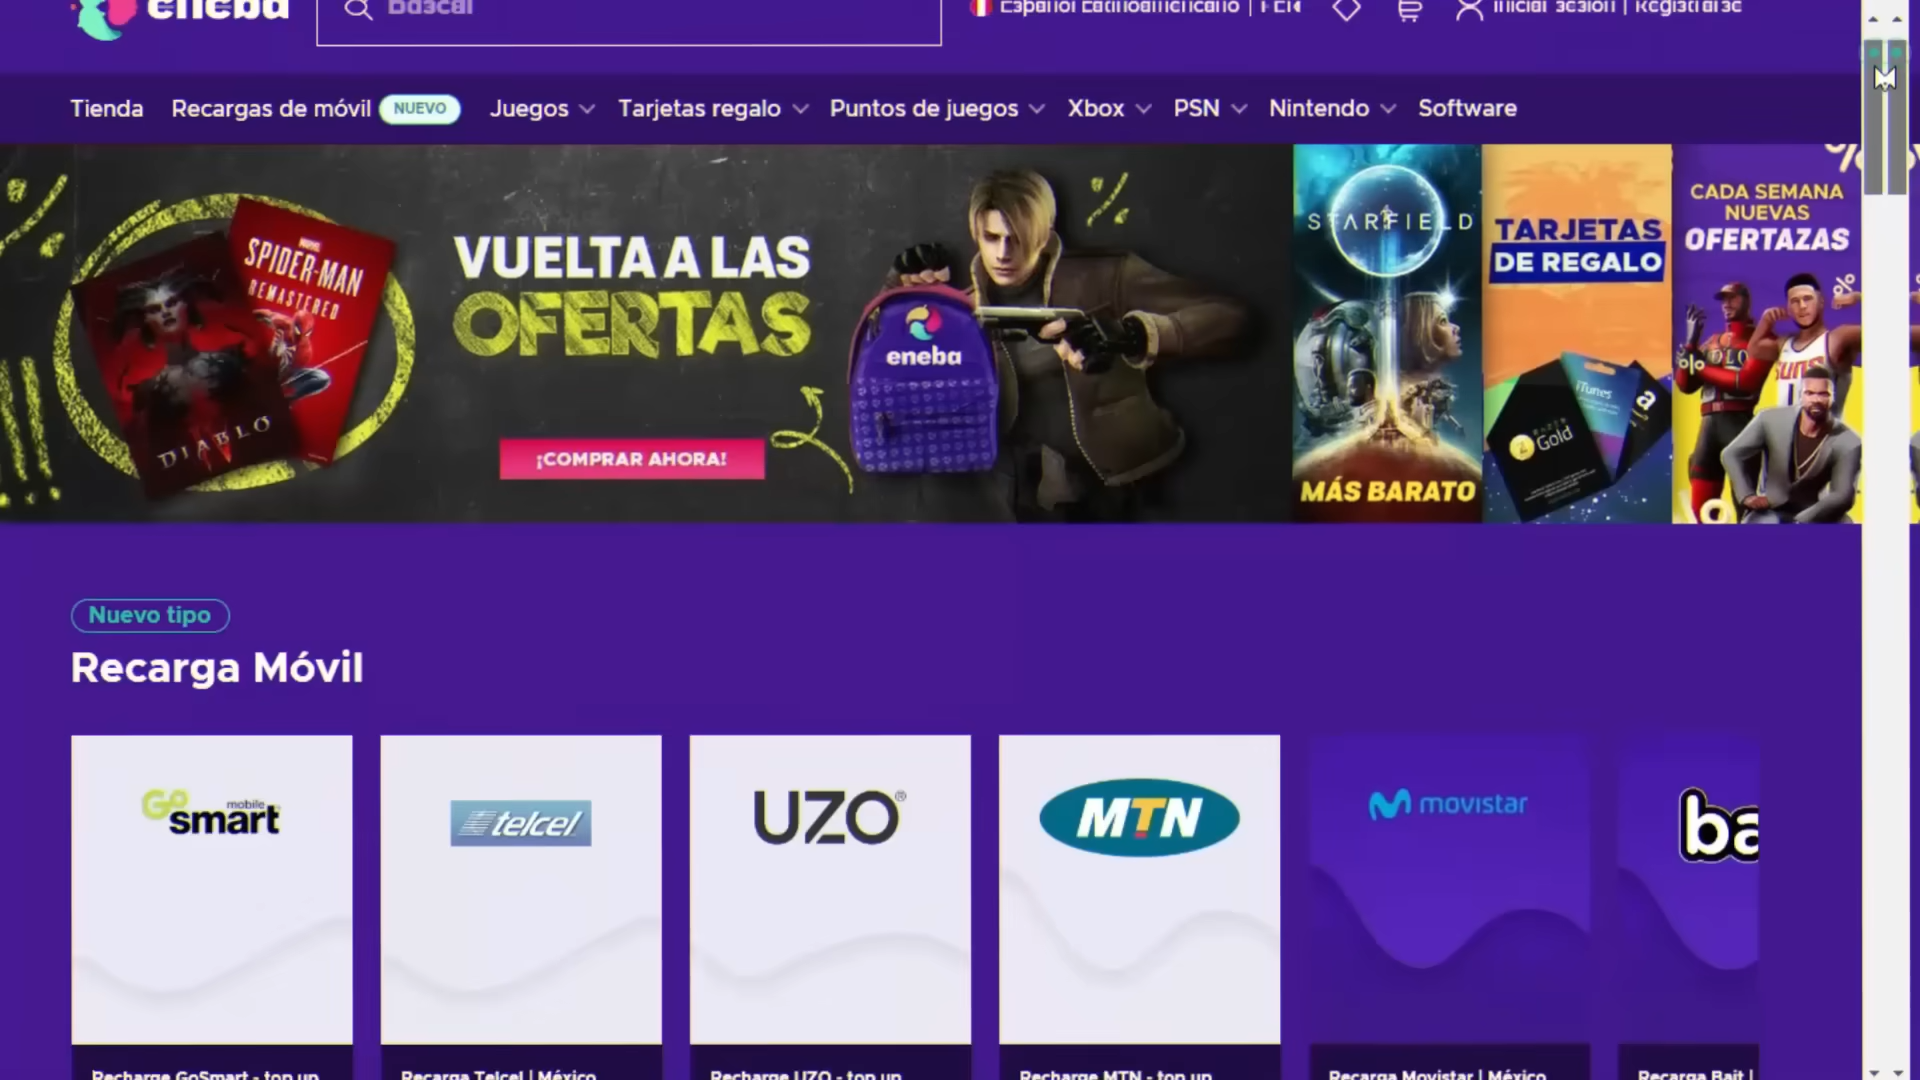 eneba
Buscar
Español Latinoamericano | PEN
Iniciar sesión | Registrarse
Tienda Recargas de móvil NUEVO Juegos Tarjetas regalo Puntos de juegos Xbox PSN Nintendo Software
MARVEL
SPIDER-MAN
REMASTERED
DIABLO
VUELTA A LAS
OFERTAS
¡COMPRAR AHORA!
eneba
STARFIELD
MÁS BARATO
TARJETAS
DE REGALO
iTunes
a
RAZER
Gold
CADA SEMANA
NUEVAS
OFERTAZAS
SUNS
Nuevo tipo
Recarga Móvil
GO mobile
smart
telcel
UZO®
MTN
movistar
ba
Recharge GoSmart - top up
Recarga Telcel | México
Recharge UZO - top up
Recharge MTN - top up
Recarga Movistar | México
Recarga Bait |